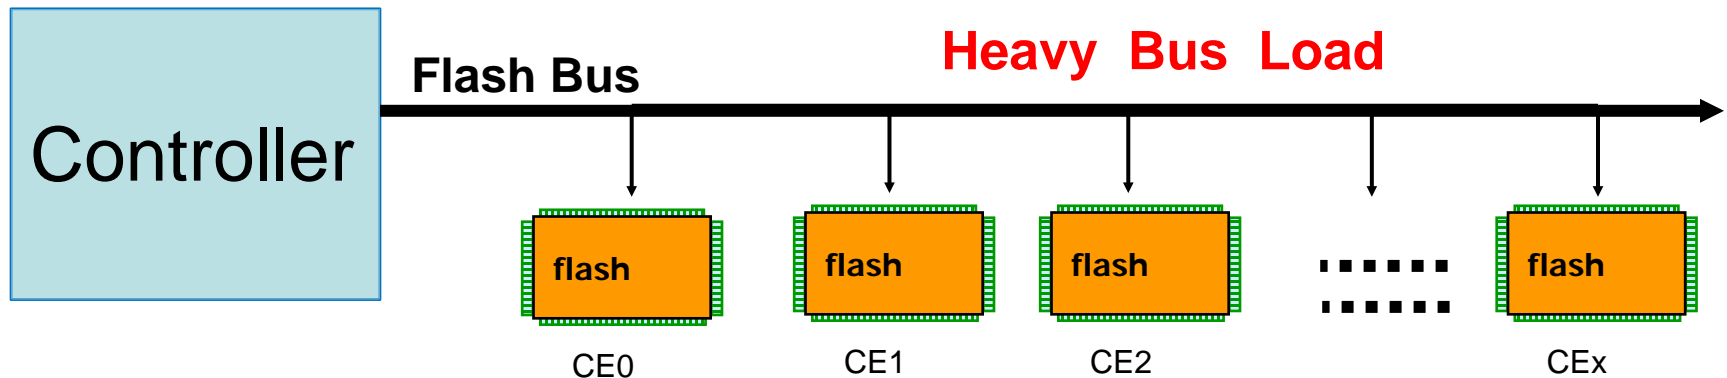 Heavy Bus Load
Flash Bus
Controller
flash
flash
flash
flash
CE0
CE1
CE2
CEx